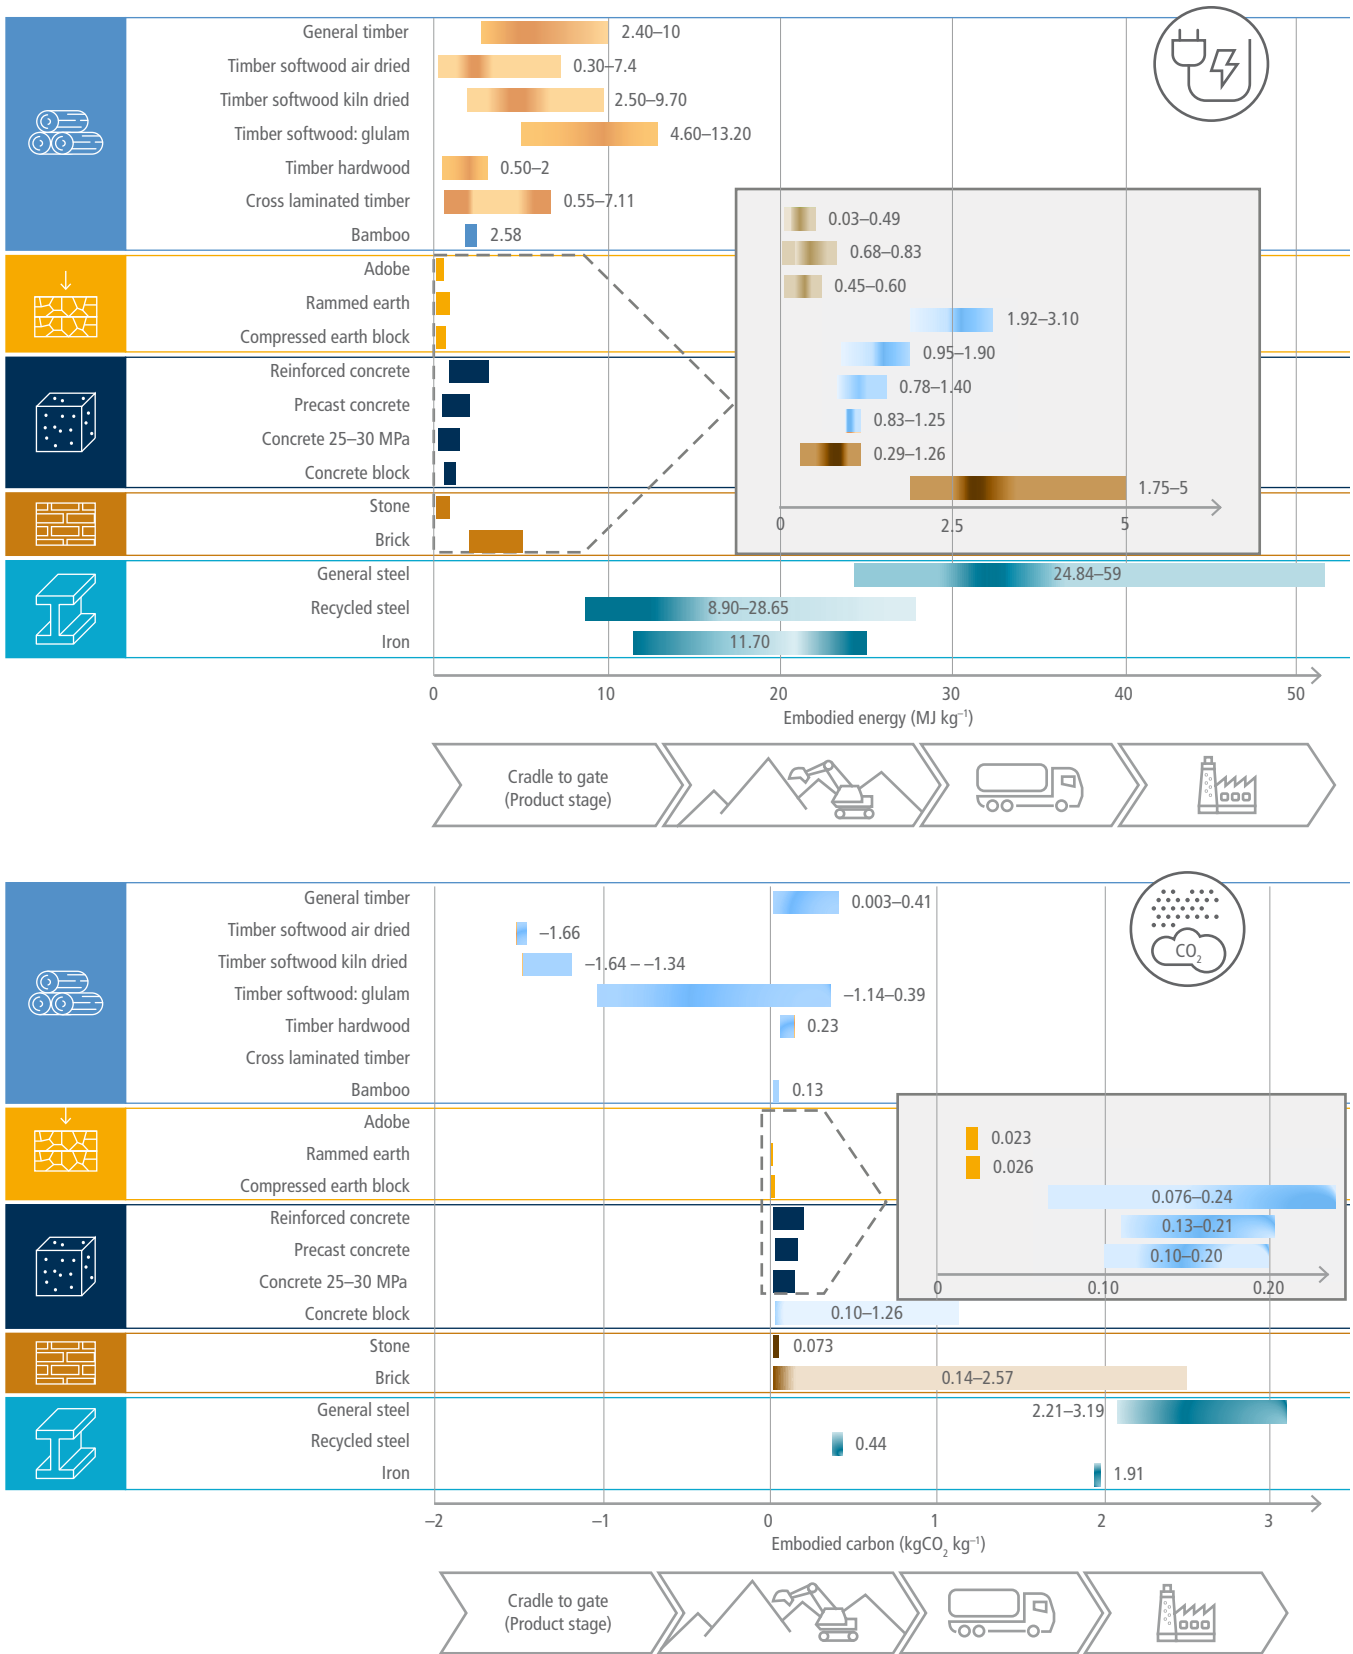 General timber 2.40–10
Timber softwood air dried 0.30–7.4
Timber softwood kiln dried 2.50–9.70
Timber softwood: glulam 4.60–13.20
Timber hardwood 0.50–2
Cross laminated timber 0.55–7.11
Bamboo 2.58
Adobe 0.03–0.49
Rammed earth 0.68–0.83
Compressed earth block 0.45–0.60
Reinforced concrete 1.92–3.10
Precast concrete 0.95–1.90
Concrete 25–30 MPa 0.78–1.40
Concrete block 0.83–1.25
Stone 0.29–1.26
Brick 1.75–5
0 2.5 5
General steel 24.84–59
Recycled steel 8.90–28.65
Iron 11.70
0 10 20 30 40 50
Embodied energy (MJ kg⁻¹)
Cradle to gate
(Product stage)
General timber 0.003–0.41
Timber softwood air dried –1.66
Timber softwood kiln dried –1.64 – –1.34
Timber softwood: glulam –1.14–0.39
Timber hardwood 0.23
Cross laminated timber
Bamboo 0.13
CO₂
Adobe
Rammed earth 0.023
Compressed earth block 0.026
Reinforced concrete 0.076–0.24
Precast concrete 0.13–0.21
Concrete 25–30 MPa 0.10–0.20
0 0.10 0.20
Concrete block 0.10–1.26
Stone 0.073
Brick 0.14–2.57
General steel 2.21–3.19
Recycled steel 0.44
Iron 1.91
–2 –1 0 1 2 3
Embodied carbon (kgCO₂ kg⁻¹)
Cradle to gate
(Product stage)